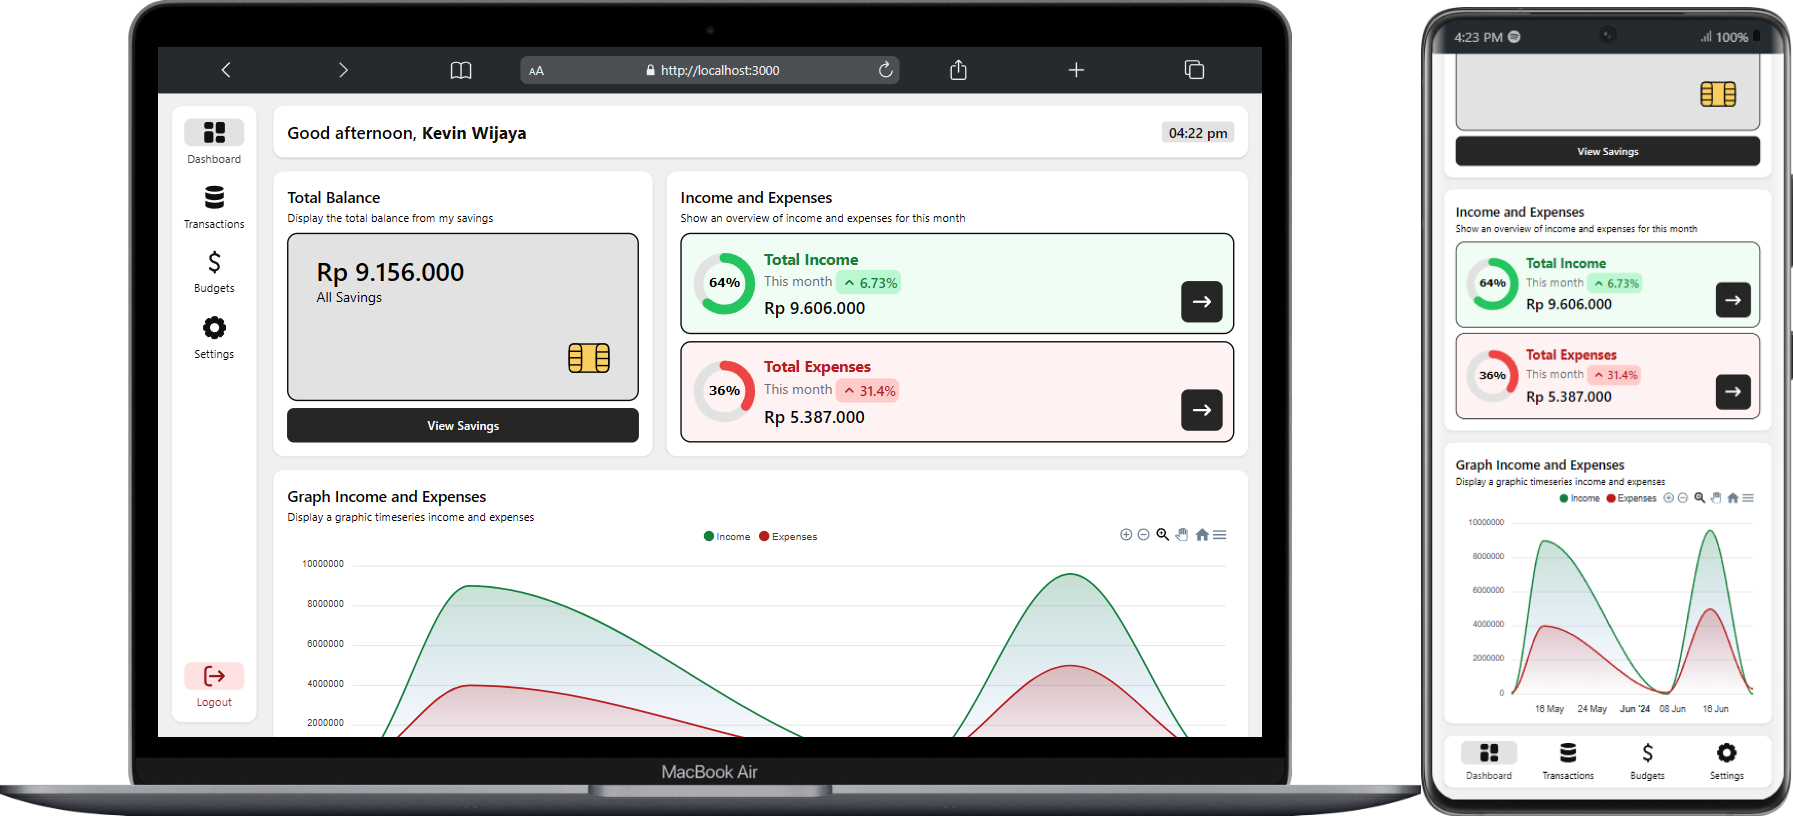 AA http://localhost:3000
Dashboard
Transactions
Budgets
Settings
Logout
Good afternoon, Kevin Wijaya
04:22 pm
Total Balance
Display the total balance from my savings
Rp 9.156.000
All Savings
View Savings
Income and Expenses
Show an overview of income and expenses for this month
64%
Total Income
This month 6.73%
Rp 9.606.000
36%
Total Expenses
This month 31.4%
Rp 5.387.000
Graph Income and Expenses
Display a graphic timeseries income and expenses
Income Expenses
10000000
8000000
6000000
4000000
2000000
MacBook Air
4:23 PM 100%
View Savings
Income and Expenses
Show an overview of income and expenses for this month
64%
Total Income
This month 6.73%
Rp 9.606.000
36%
Total Expenses
This month 31.4%
Rp 5.387.000
Graph Income and Expenses
Display a graphic timeseries income and expenses
Income Expenses
10000000
8000000
6000000
4000000
2000000
0
16 May 24 May Jun '24 08 Jun 16 Jun
Dashboard Transactions Budgets Settings